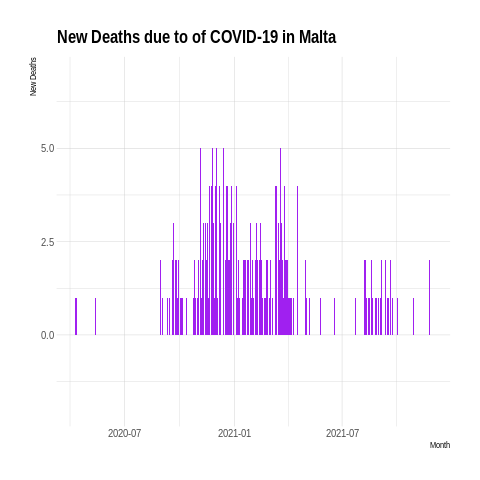 New Deaths due to of COVID-19 in Malta
New Deaths
5.0
2.5
0.0
2020-07 2021-01 2021-07
Month